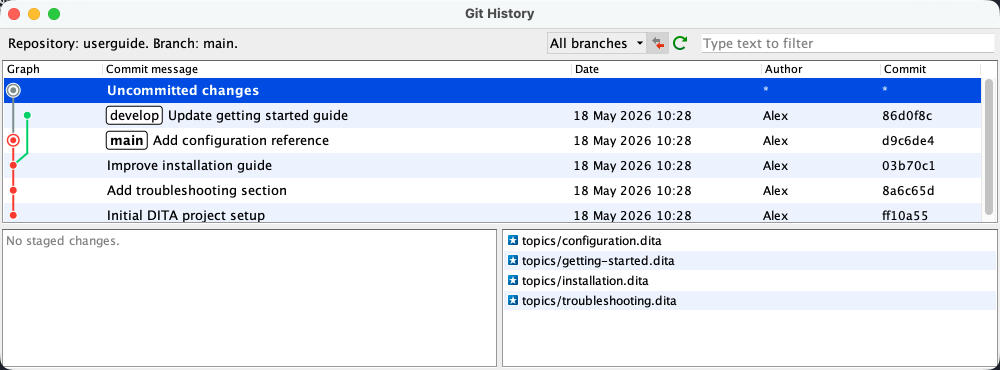 Git History
Repository: userguide. Branch: main. All branches Type text to filter
Graph Commit message Date Author Commit
Uncommitted changes * *
develop Update getting started guide 18 May 2026 10:28 Alex 86d0f8c
main Add configuration reference 18 May 2026 10:28 Alex d9c6de4
Improve installation guide 18 May 2026 10:28 Alex 03b70c1
Add troubleshooting section 18 May 2026 10:28 Alex 8a6c65d
Initial DITA project setup 18 May 2026 10:28 Alex ff10a55
No staged changes.
topics/configuration.dita
topics/getting-started.dita
topics/installation.dita
topics/troubleshooting.dita